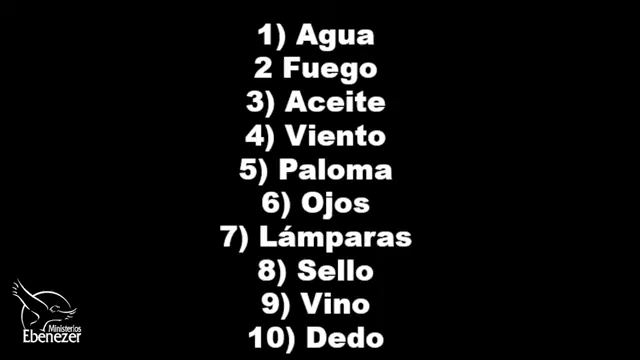 1) Agua
2 Fuego
3) Aceite
4) Viento
5) Paloma
6) Ojos
7) Lámparas
8) Sello
9) Vino
10) Dedo
Ministerios
Ebenezer